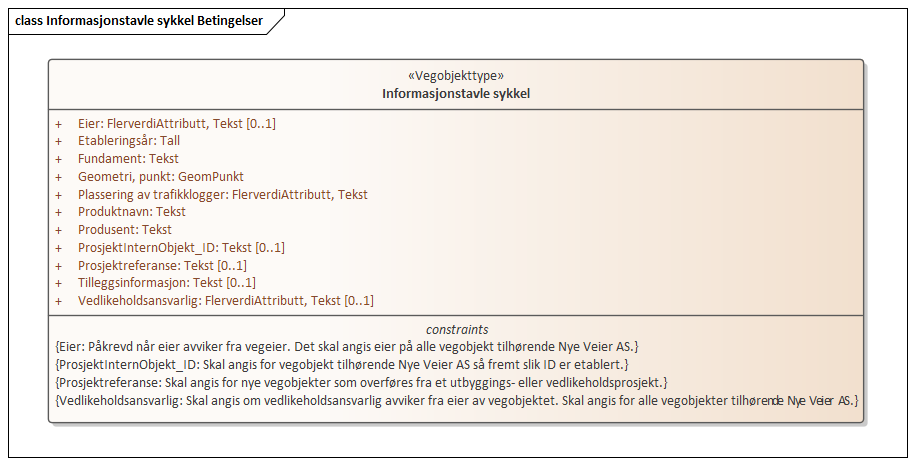 class Informasjonstavle sykkel Betingelser
«Vegobjekttype»
Informasjonstavle sykkel
+ Eier: FlerverdiAttributt, Tekst [0..1]
+ Etableringsår: Tall
+ Fundament: Tekst
+ Geometri, punkt: GeomPunkt
+ Plassering av trafikklogger: FlerverdiAttributt, Tekst
+ Produktnavn: Tekst
+ Produsent: Tekst
+ ProsjektInternObjekt_ID: Tekst [0..1]
+ Prosjektreferanse: Tekst [0..1]
+ Tilleggsinformasjon: Tekst [0..1]
+ Vedlikeholdsansvarlig: FlerverdiAttributt, Tekst [0..1]
constraints
{Eier: Påkrevd når eier avviker fra vegeier. Det skal angis eier på alle vegobjekt tilhørende Nye Veier AS.}
{ProsjektInternObjekt_ID: Skal angis for vegobjekt tilhørende Nye Veier AS så fremt slik ID er etablert.}
{Prosjektreferanse: Skal angis for nye vegobjekter som overføres fra et utbyggings- eller vedlikeholdsprosjekt.}
{Vedlikeholdsansvarlig: Skal angis om vedlikeholdsansvarlig avviker fra eier av vegobjektet. Skal angis for alle vegobjekter tilhørende Nye Veier AS.}